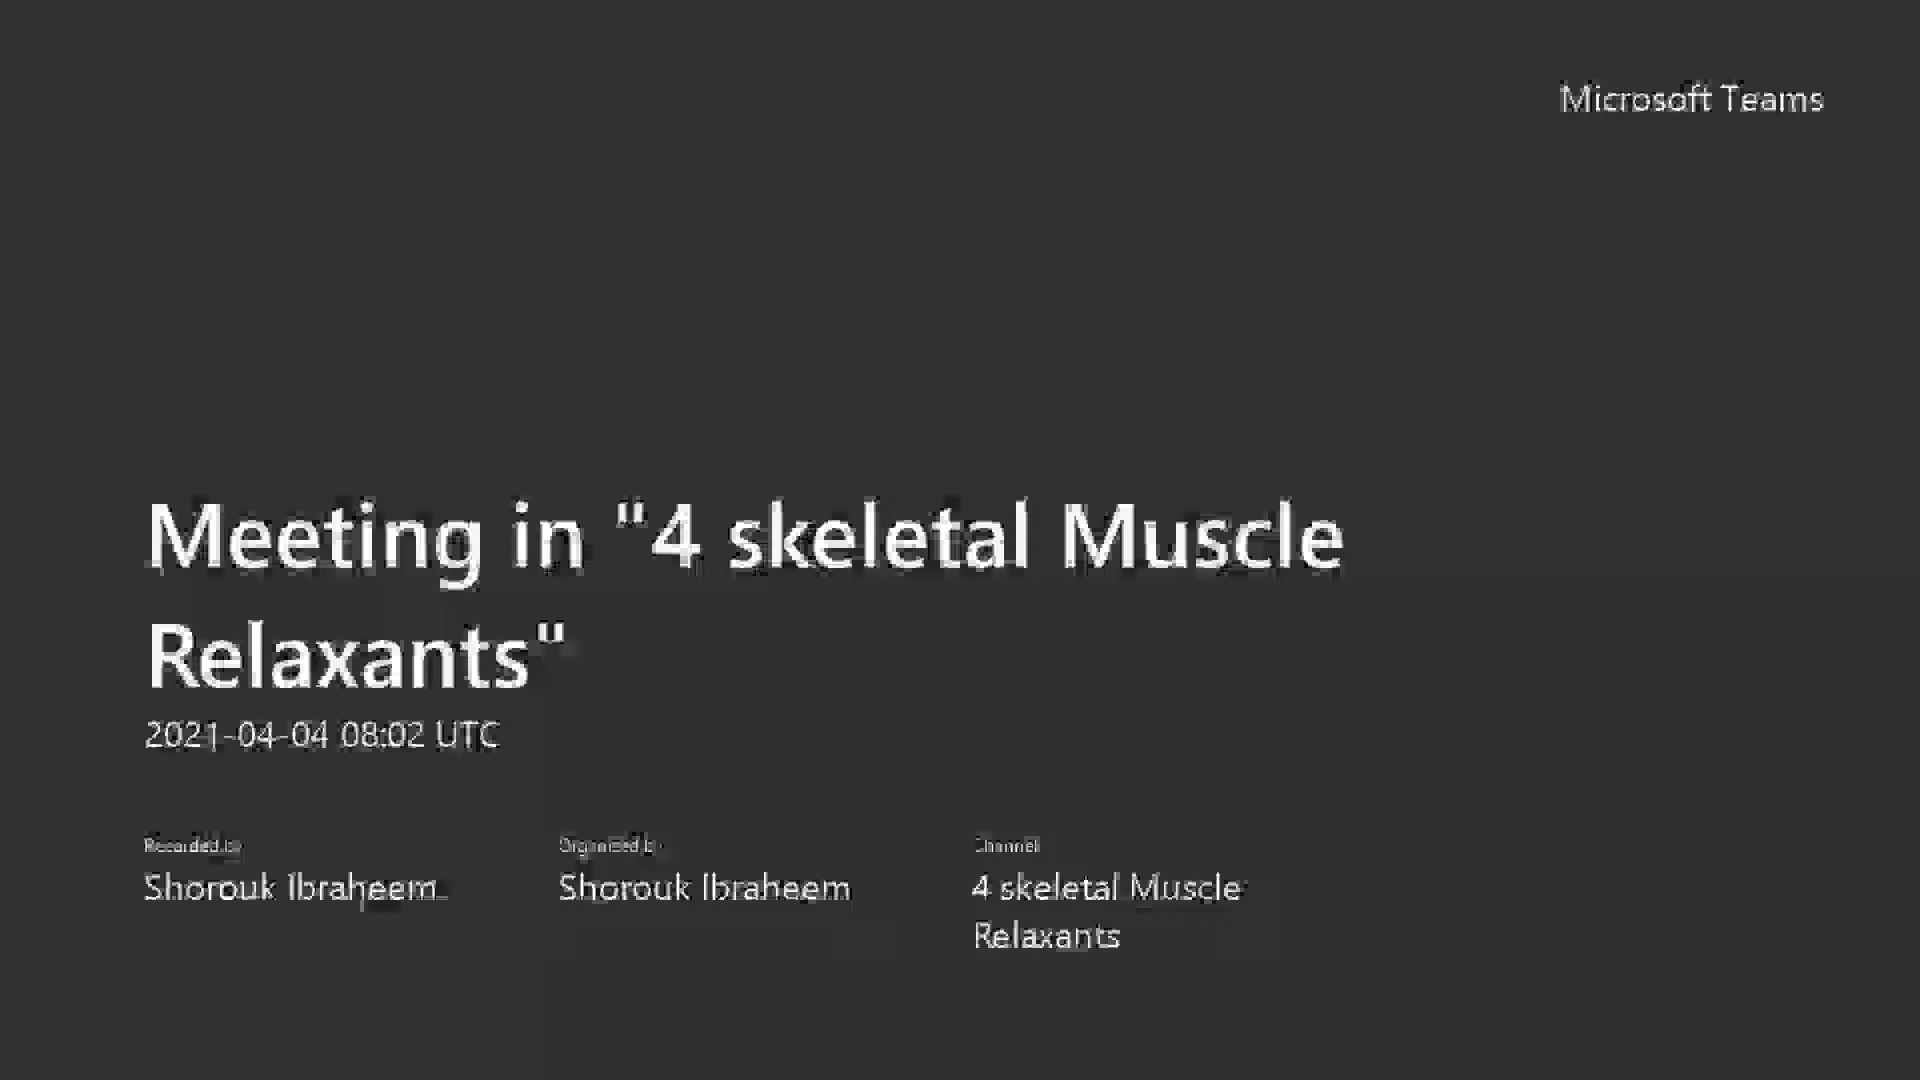 Microsoft Teams
Meeting in "4 skeletal Muscle
Relaxants"
2021-04-04 08:02 UTC
Recorded by
Organized by
Channel
Shorouk Ibraheem
Shorouk Ibraheem
4 skeletal Muscle
Relaxants